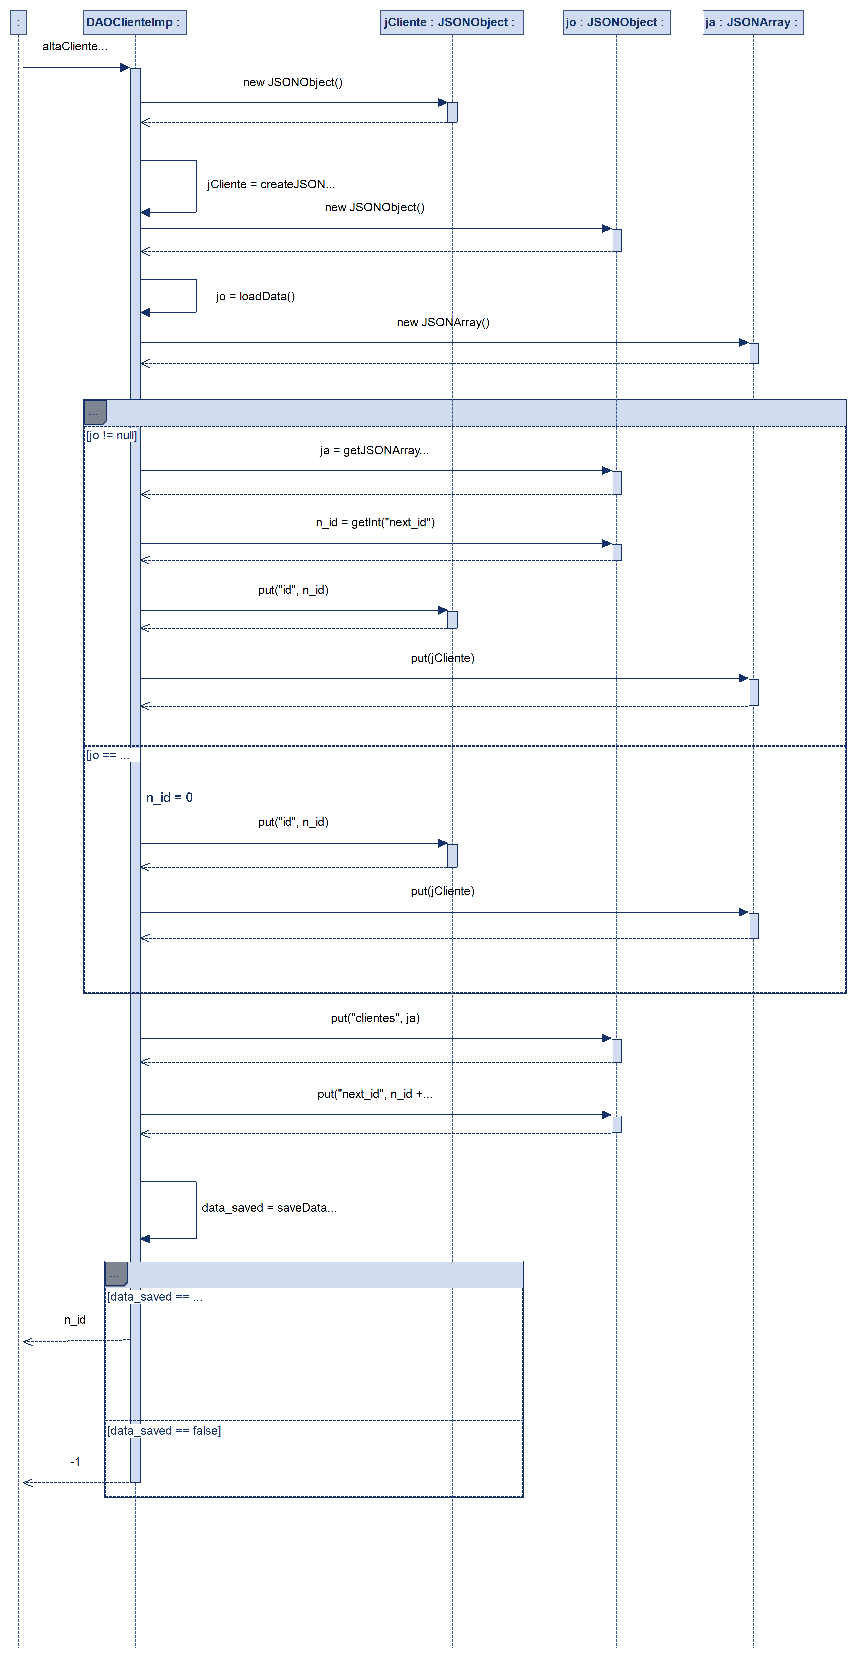 :
DAOClienteImp :
jCliente : JSONObject :
jo : JSONObject :
ja : JSONArray :
altaCliente...
new JSONObject()
jCliente = createJSON...
new JSONObject()
jo = loadData()
new JSONArray()
...
[jo != null]
ja = getJSONArray...
n_id = getInt("next_id")
put("id", n_id)
put(jCliente)
[jo == ...
n_id = 0
put("id", n_id)
put(jCliente)
put("clientes", ja)
put("next_id", n_id +...
data_saved = saveData...
...
[data_saved == ...
n_id
[data_saved == false]
-1